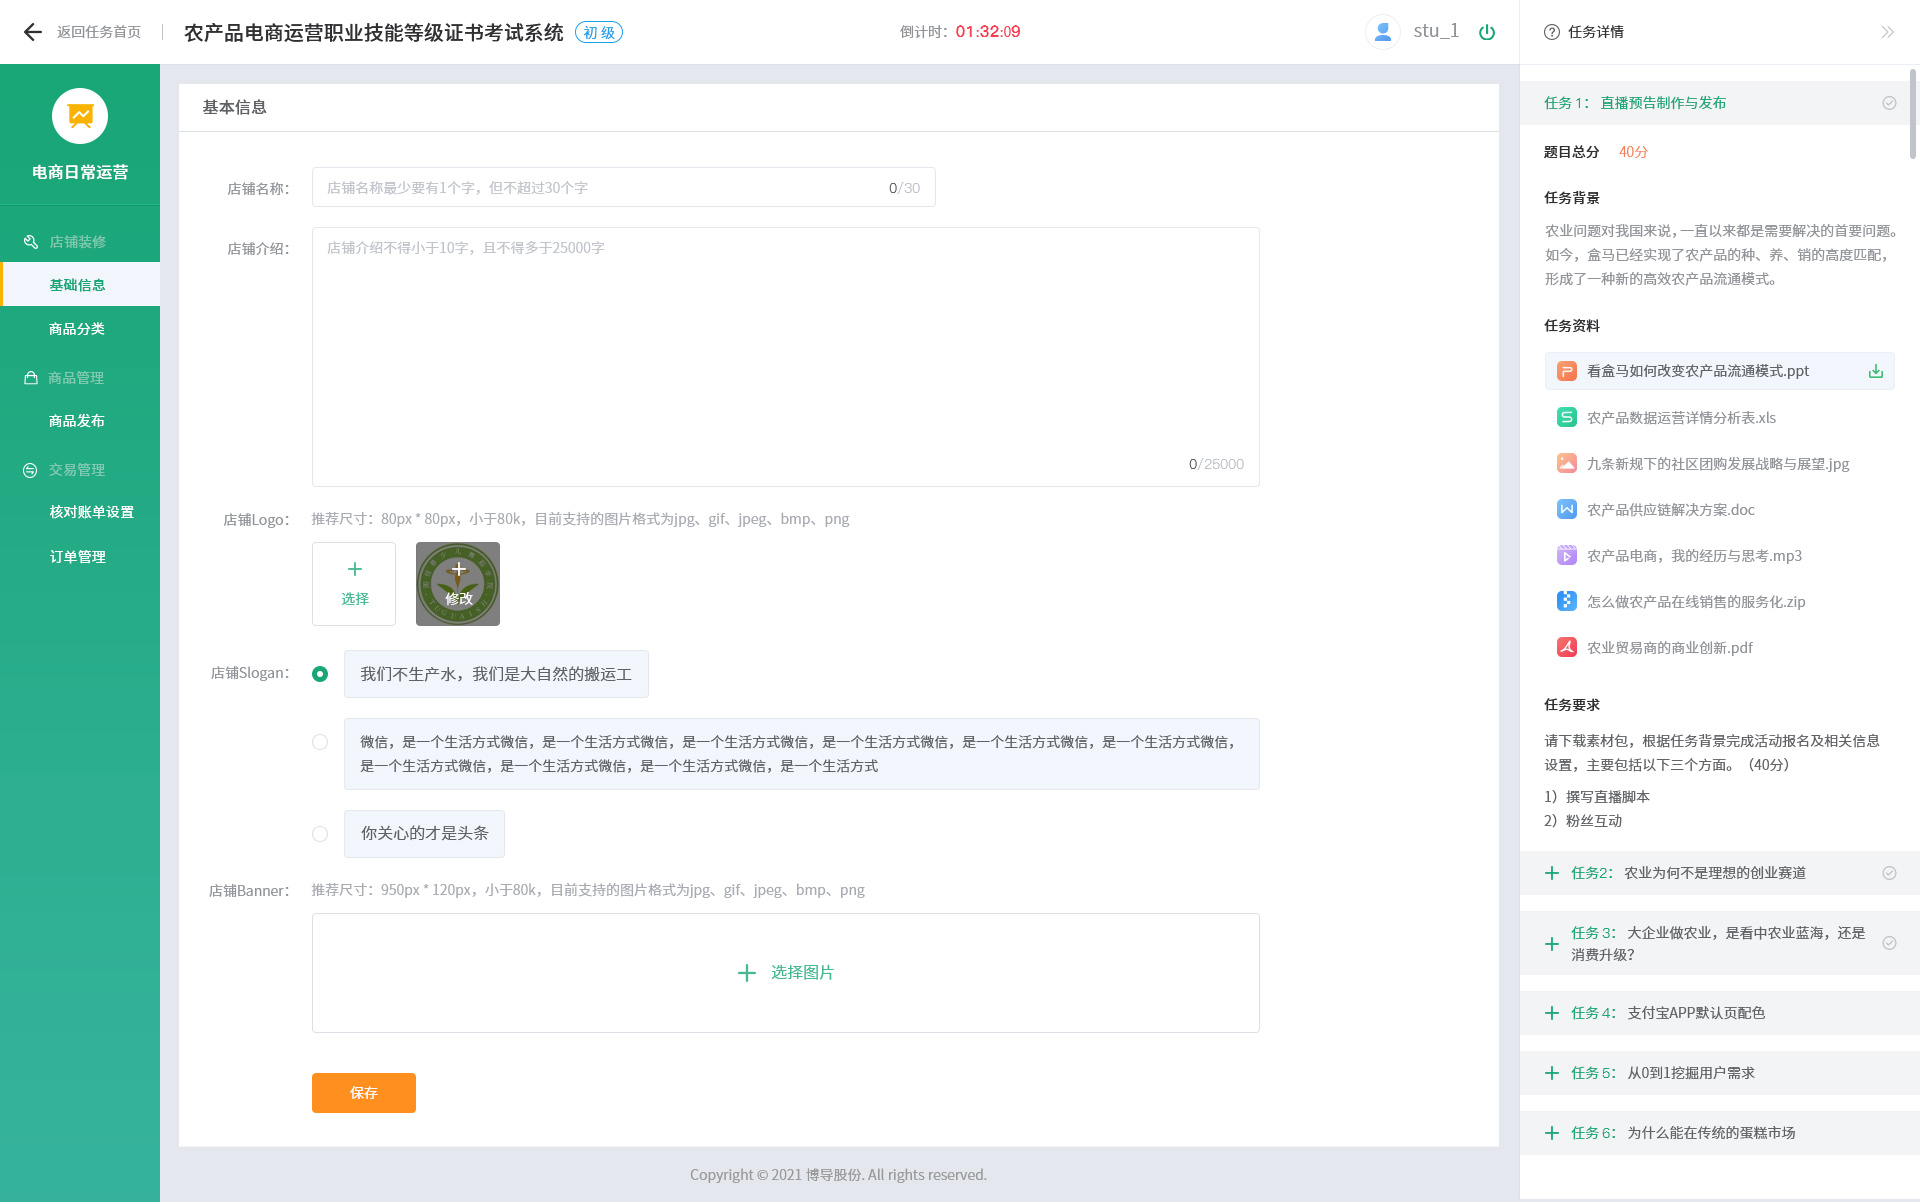 返回任务首页
农产品电商运营职业技能等级证书考试系统
初级
倒计时：01:32:09
stu_1
任务详情
电商日常运营
店铺装修
基础信息
商品分类
商品管理
商品发布
交易管理
核对账单设置
订单管理
基本信息
店铺名称：
店铺名称最少要有1个字，但不超过30个字
0/30
店铺介绍：
店铺介绍不得小于10字，且不得多于25000字
0/25000
店铺Logo：
推荐尺寸：80px * 80px，小于80k，目前支持的图片格式为jpg、gif、jpeg、bmp、png
选择
修改
店铺Slogan：
我们不生产水，我们是大自然的搬运工
微信，是一个生活方式微信，是一个生活方式微信，是一个生活方式微信，是一个生活方式微信，是一个生活方式微信，是一个生活方式微信，
是一个生活方式微信，是一个生活方式微信，是一个生活方式微信，是一个生活方式
你关心的才是头条
店铺Banner：
推荐尺寸：950px * 120px，小于80k，目前支持的图片格式为jpg、gif、jpeg、bmp、png
选择图片
保存
Copyright © 2021 博导股份. All rights reserved.
任务 1： 直播预告制作与发布
题目总分 40分
任务背景
农业问题对我国来说，一直以来都是需要解决的首要问题。
如今，盒马已经实现了农产品的种、养、销的高度匹配，
形成了一种新的高效农产品流通模式。
任务资料
看盒马如何改变农产品流通模式.ppt
农产品数据运营详情分析表.xls
九条新规下的社区团购发展战略与展望.jpg
农产品供应链解决方案.doc
农产品电商，我的经历与思考.mp3
怎么做农产品在线销售的服务化.zip
农业贸易商的商业创新.pdf
任务要求
请下载素材包，根据任务背景完成活动报名及相关信息
设置，主要包括以下三个方面。（40分）
1）撰写直播脚本
2）粉丝互动
任务2： 农业为何不是理想的创业赛道
任务 3： 大企业做农业，是看中农业蓝海，还是
消费升级？
任务 4： 支付宝APP默认页配色
任务 5： 从0到1挖掘用户需求
任务 6： 为什么能在传统的蛋糕市场